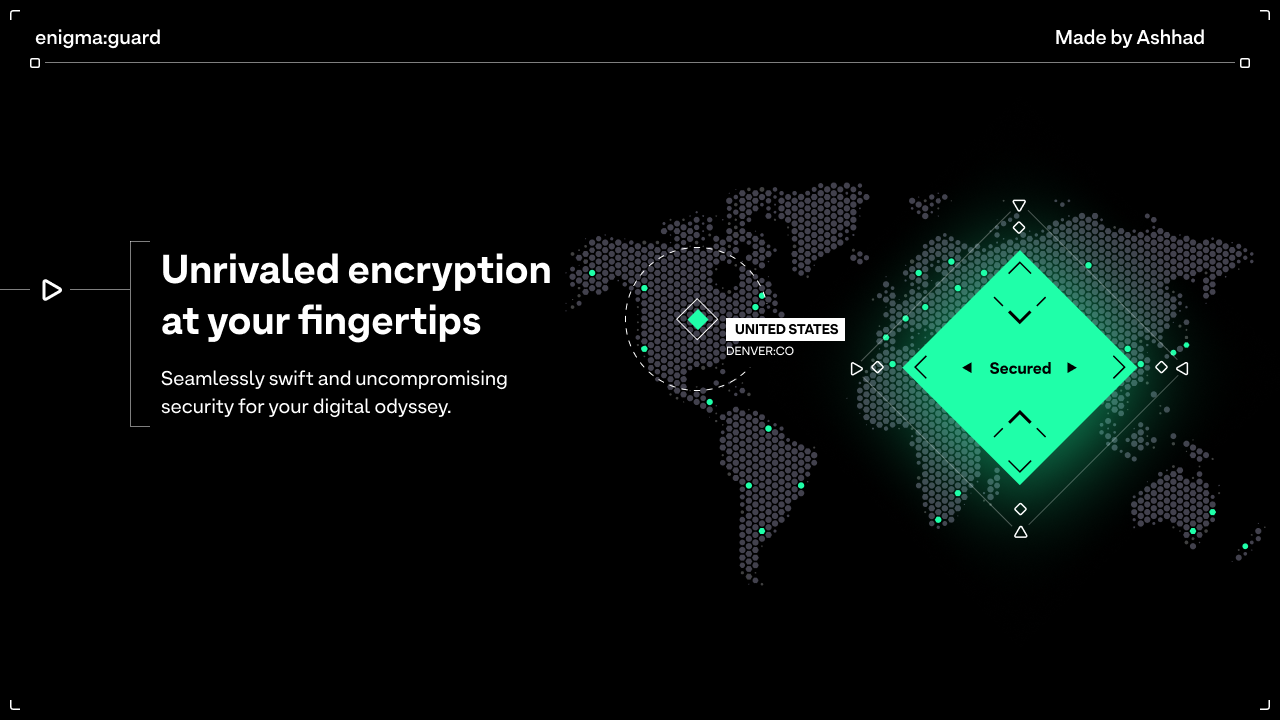 enigma:guard
Made by Ashhad
Unrivaled encryption
at your fingertips
Seamlessly swift and uncompromising
security for your digital odyssey.
UNITED STATES
DENVER:CO
Secured